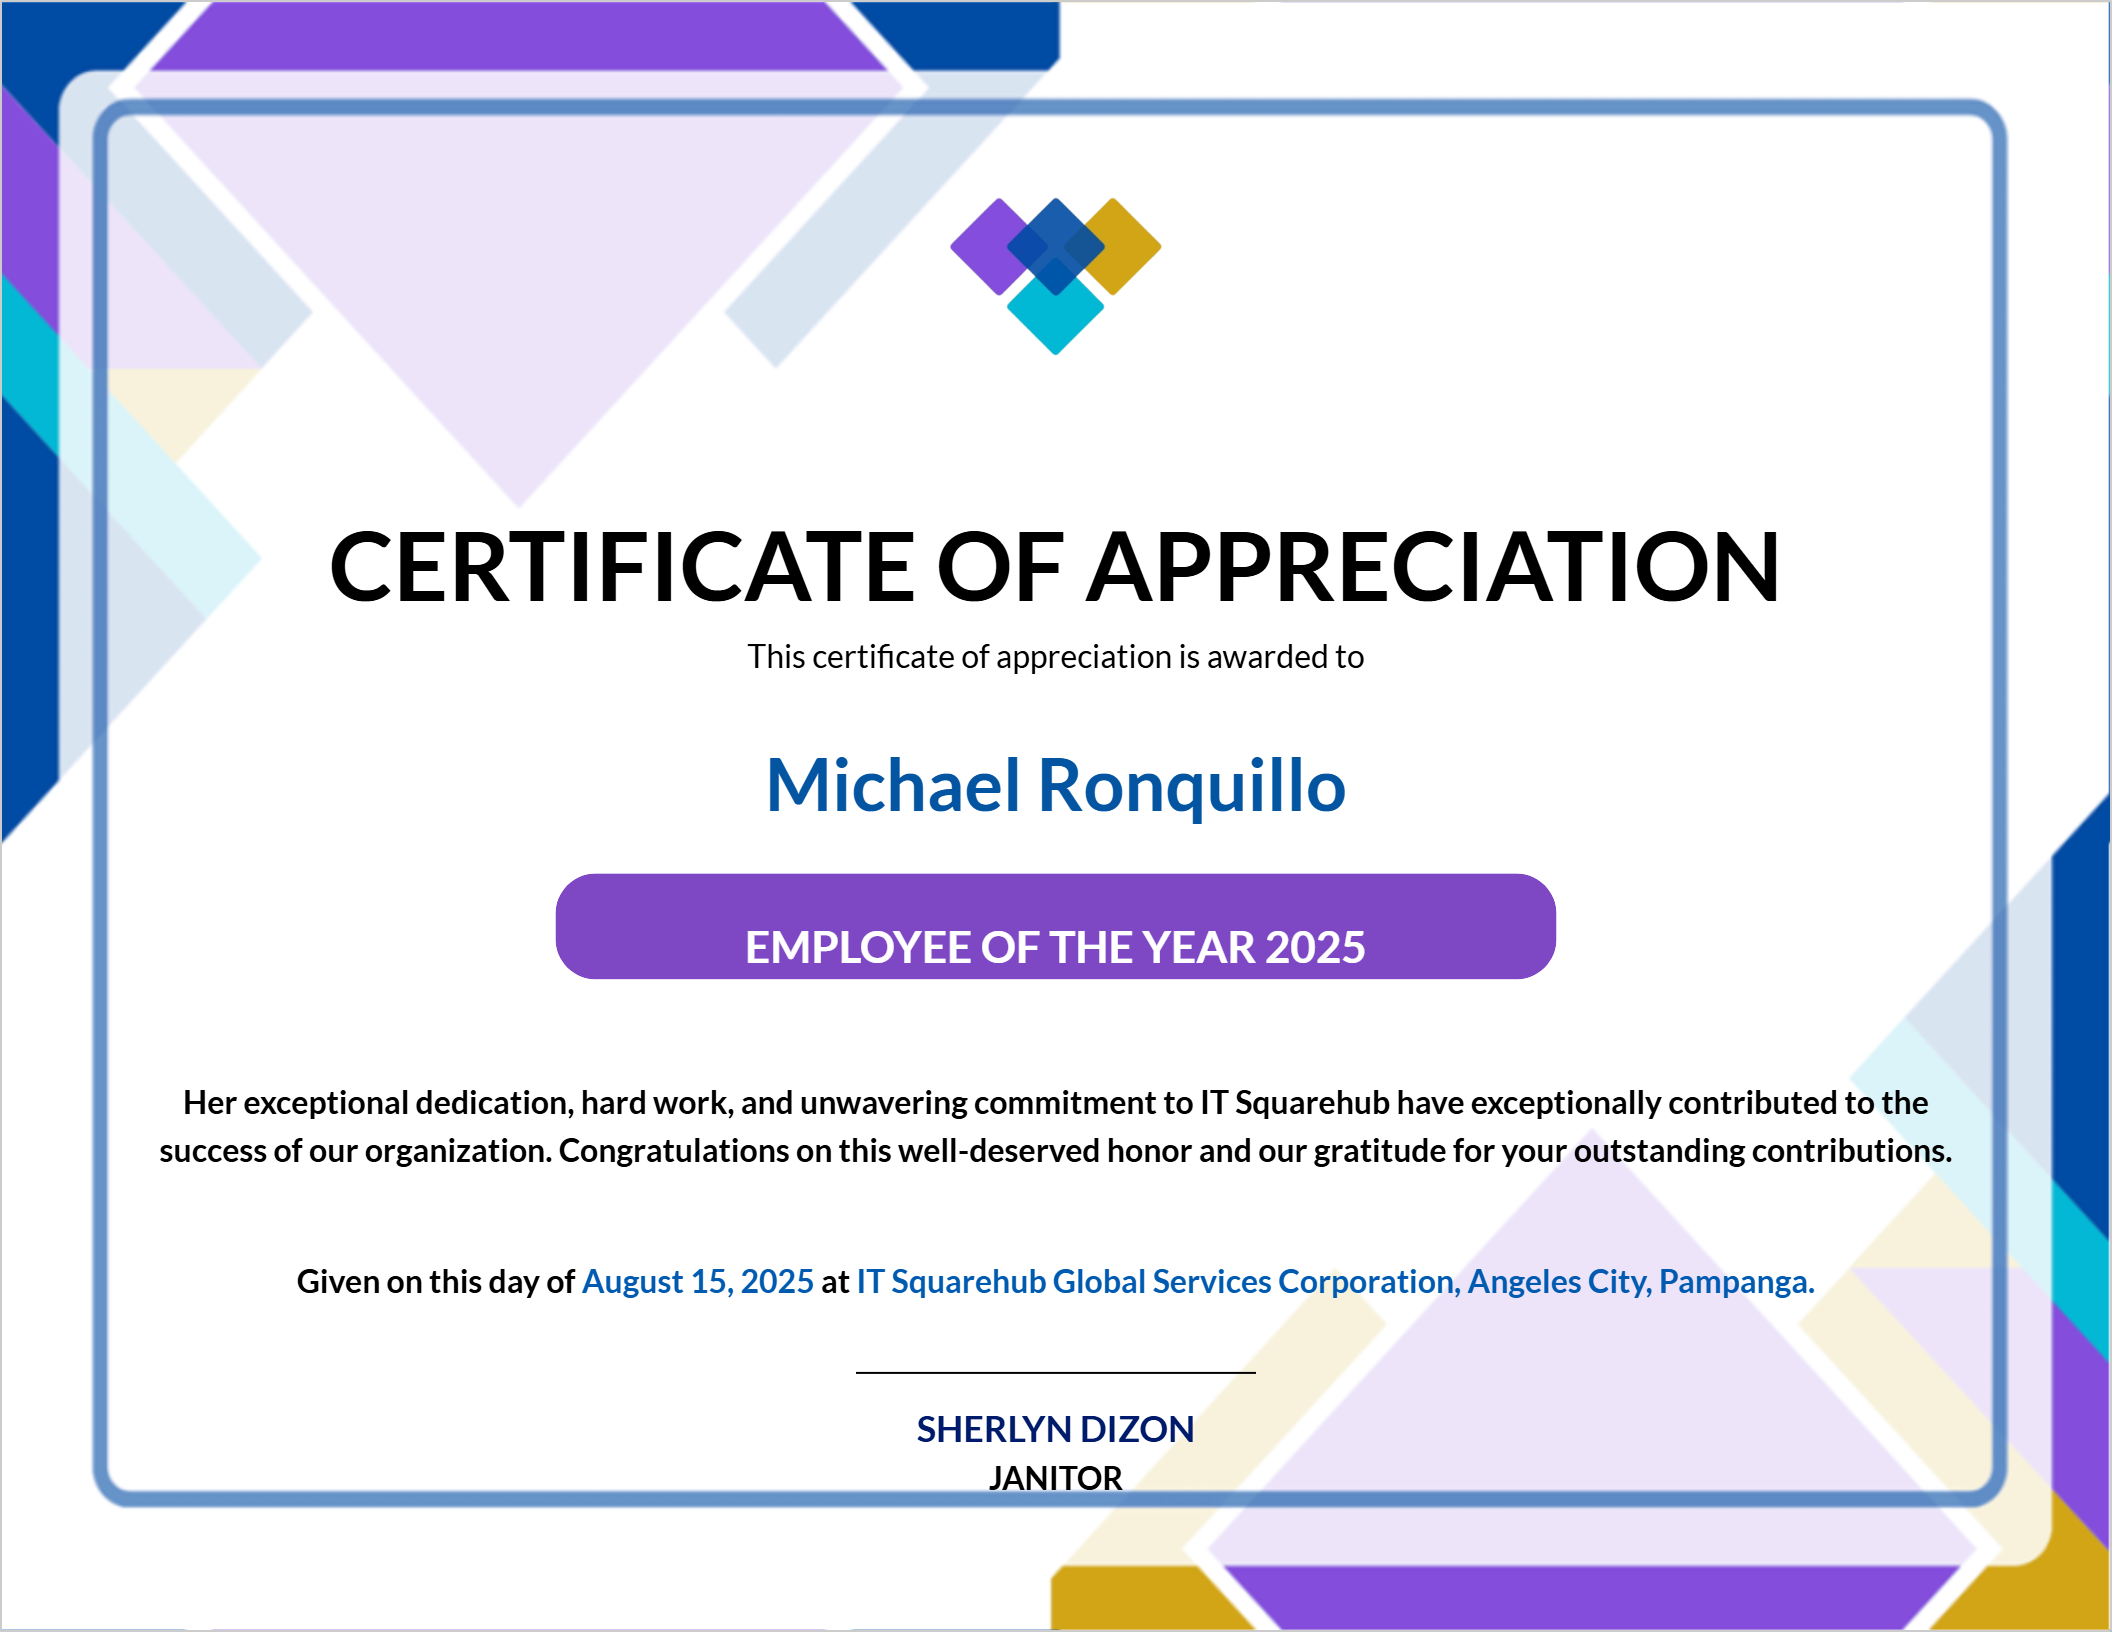 CERTIFICATE OF APPRECIATION
This certificate of appreciation is awarded to
Michael Ronquillo
EMPLOYEE OF THE YEAR 2025
Her exceptional dedication, hard work, and unwavering commitment to IT Squarehub have exceptionally contributed to the
success of our organization. Congratulations on this well-deserved honor and our gratitude for your outstanding contributions.
Given on this day of August 15, 2025 at IT Squarehub Global Services Corporation, Angeles City, Pampanga.
SHERLYN DIZON
JANITOR